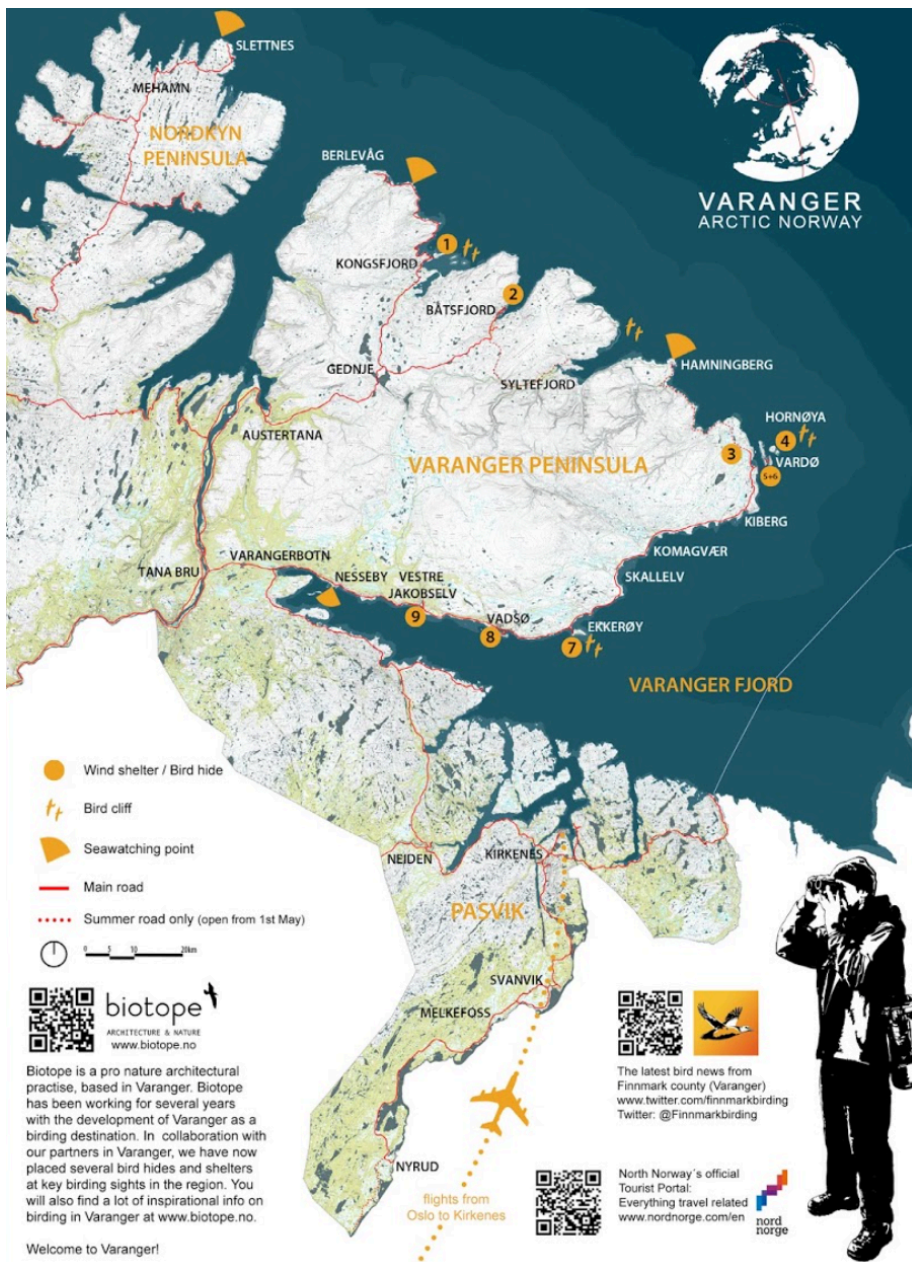 SLETTNES
MEHAMN
NORDKYN
PENINSULA
BERLEVÅG
VARANGER
ARCTIC NORWAY
1
KONGSFJORD
2
BÅTSFJORD
GEDNJE
SYLTEFJORD
HAMNINGBERG
AUSTERTANA
HORNØYA
4
3
VARDØ
5+6
VARANGER PENINSULA
KIBERG
KOMAGVÆR
SKALLELV
VARANGERBOTN
TANA BRU
NESSEBY
VESTRE
JAKOBSELV
9
VADSØ
8
EKKERØY
7
VARANGER FJORD
Wind shelter / Bird hide
Bird cliff
Seawatching point
Main road
Summer road only (open from 1st May)
0 5 10 20km
NEIDEN
KIRKENES
PASVIK
SVANVIK
MELKEFOSS
NYRUD
flights from
Oslo to Kirkenes
biotope
ARCHITECTURE & NATURE
www.biotope.no
Biotope is a pro nature architectural
practise, based in Varanger. Biotope
has been working for several years
with the development of Varanger as a
birding destination. In collaboration with
our partners in Varanger, we have now
placed several bird hides and shelters
at key birding sights in the region. You
will also find a lot of inspirational info on
birding in Varanger at www.biotope.no.
Welcome to Varanger!
The latest bird news from
Finnmark county (Varanger)
www.twitter.com/finnmarkbirding
Twitter: @Finnmarkbirding
North Norway´s official
Tourist Portal:
Everything travel related
www.nordnorge.com/en
nord
norge